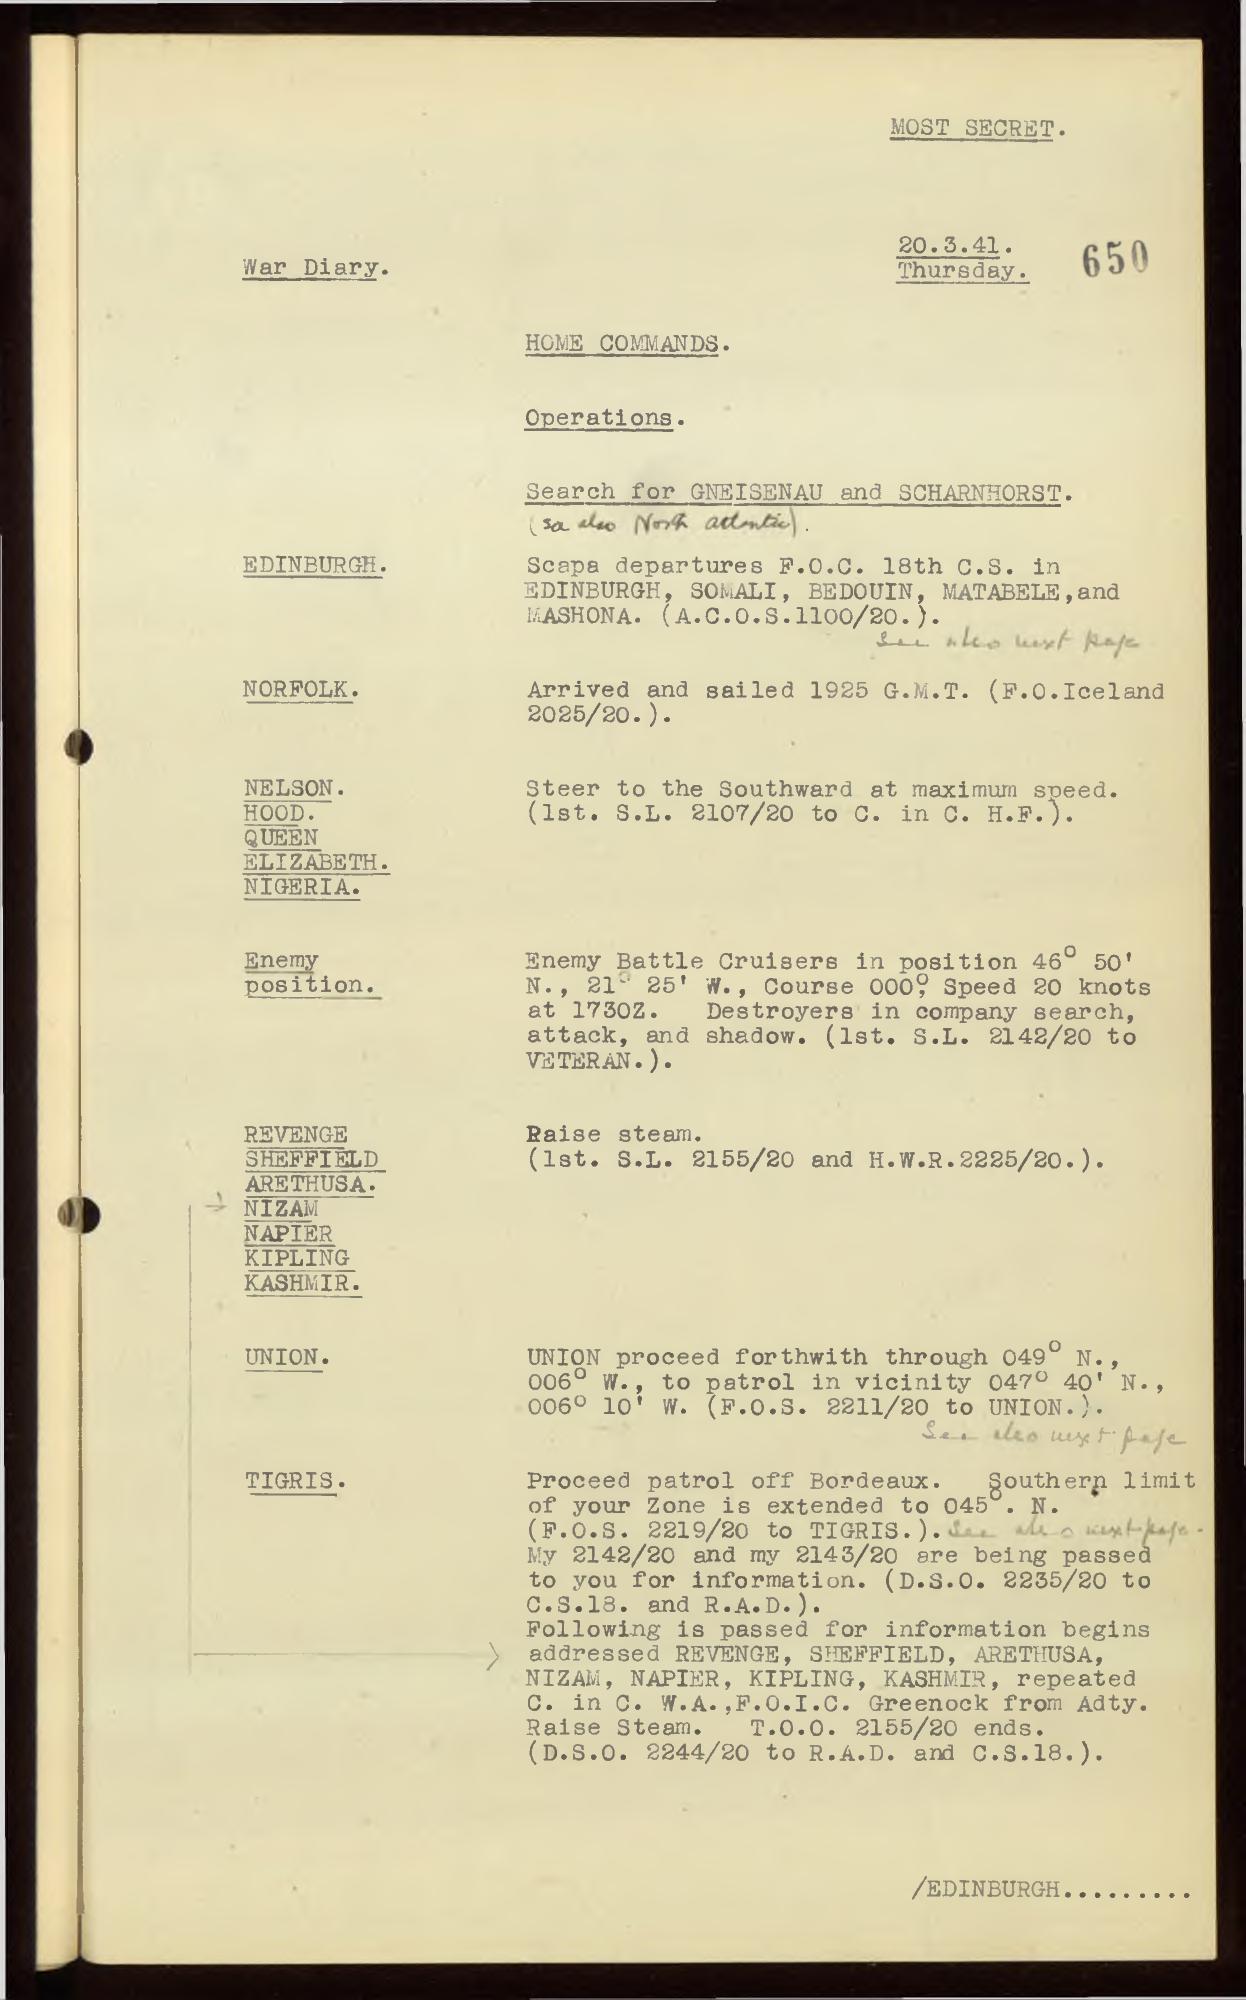 MOST SECRET.
War Diary.
20.3.41.
Thursday.
650
HOME COMMANDS.
Operations.
Search for GNEISENAU and SCHARNHORST.
(see also North Atlantic).
EDINBURGH.
Scapa departures F.O.C. 18th C.S. in
EDINBURGH, SOMALI, BEDOUIN, MATABELE,and
MASHONA. (A.C.O.S.1100/20.).
See also next page
NORFOLK.
Arrived and sailed 1925 G.M.T. (F.O.Iceland
2025/20.).
NELSON.
HOOD.
QUEEN
ELIZABETH.
NIGERIA.
Steer to the Southward at maximum speed.
(1st. S.L. 2107/20 to C. in C. H.F.).
Enemy
position.
Enemy Battle Cruisers in position 46° 50'
N., 21° 25' W., Course 000°, Speed 20 knots
at 1730Z. Destroyers in company search,
attack, and shadow. (1st. S.L. 2142/20 to
VETERAN.).
REVENGE
SHEFFIELD
ARETHUSA.
NIZAM
NAPIER
KIPLING
KASHMIR.
Raise steam.
(1st. S.L. 2155/20 and H.W.R.2225/20.).
UNION.
UNION proceed forthwith through 049° N.,
006° W., to patrol in vicinity 047° 40' N.,
006° 10' W. (F.O.S. 2211/20 to UNION.).
See also next page
TIGRIS.
Proceed patrol off Bordeaux. Southern limit
of your Zone is extended to 045°. N.
(F.O.S. 2219/20 to TIGRIS.). See also next page.
My 2142/20 and my 2143/20 are being passed
to you for information. (D.S.O. 2235/20 to
C.S.18. and R.A.D.).
Following is passed for information begins
addressed REVENGE, SHEFFIELD, ARETHUSA,
NIZAM, NAPIER, KIPLING, KASHMIR, repeated
C. in C. W.A.,F.O.I.C. Greenock from Adty.
Raise Steam. T.O.O. 2155/20 ends.
(D.S.O. 2244/20 to R.A.D. and C.S.18.).
/EDINBURGH.........